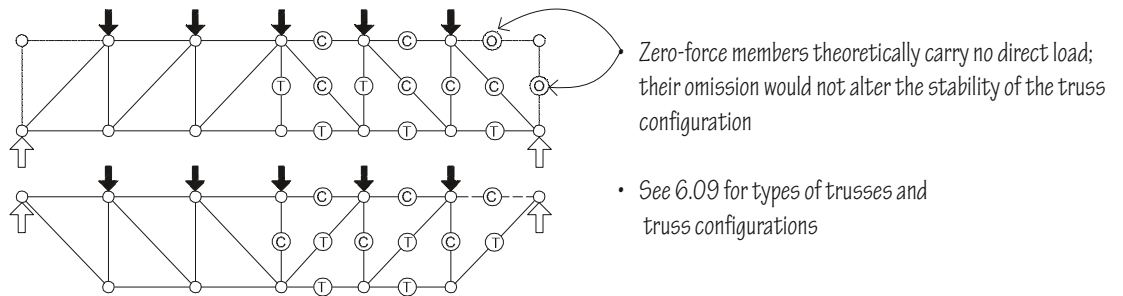 C C O
T C T C C C O
T T T
• Zero-force members theoretically carry no direct load;
their omission would not alter the stability of the truss
configuration
C C C
C T C T C T
T T
• See 6.09 for types of trusses and
truss configurations